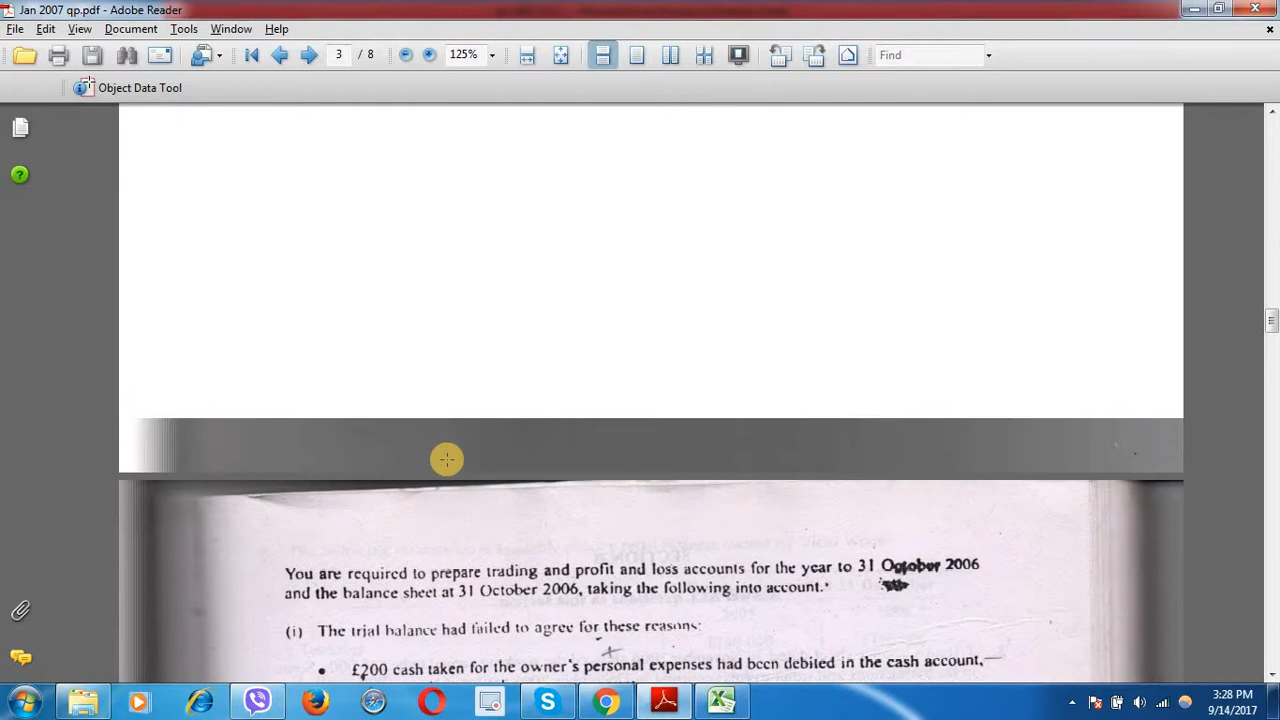 Jan 2007 qp.pdf - Adobe Reader
File Edit View Document Tools Window Help
3 / 8 125% Find
Object Data Tool
You are required to prepare trading and profit and loss accounts for the year to 31 October 2006
and the balance sheet at 31 October 2006, taking the following into account.
(i) The trial balance had failed to agree for these reasons:
• £200 cash taken for the owner's personal expenses had been debited in the cash account,
3:28 PM
9/14/2017